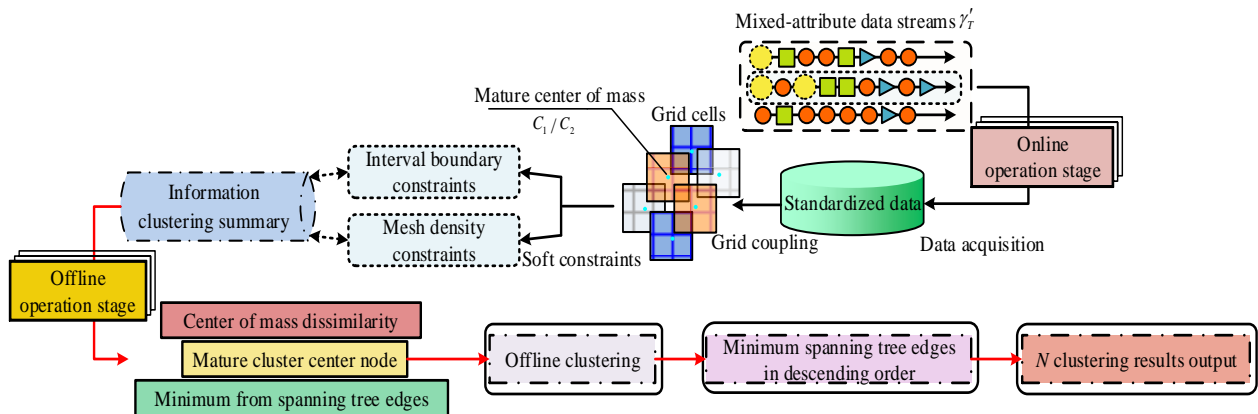 Mixed-attribute data streams γ′_T
Mature center of mass
C₁ / C₂
Grid cells
Online
operation stage
Interval boundary
constraints
Information
clustering summary
Standardized data
Mesh density
constraints
Soft constraints
Grid coupling
Data acquisition
Offline
operation stage
Center of mass dissimilarity
Mature cluster center node
Minimum from spanning tree edges
Offline clustering
Minimum spanning tree edges
in descending order
N clustering results output